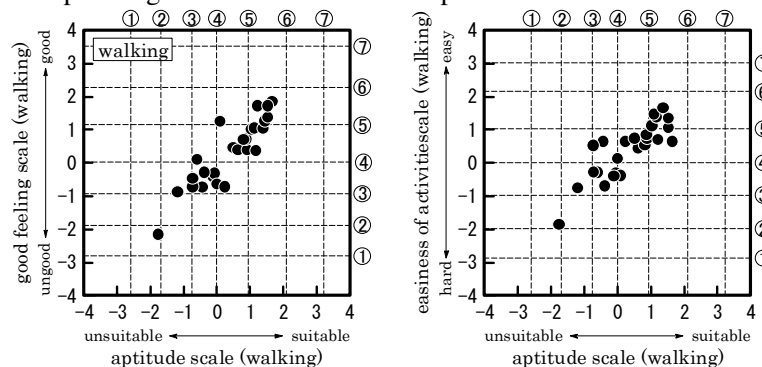 ① ② ③ ④ ⑤ ⑥ ⑦
4
3
2
1
0
-1
-2
-3
-4
walking
⑦
⑥
⑤
④
③
②
①
good feeling scale (walking)
ungood
good
-4 -3 -2 -1 0 1 2 3 4
unsuitable suitable
aptitude scale (walking)
① ② ③ ④ ⑤ ⑥ ⑦
4
3
2
1
0
-1
-2
-3
-4
⑥
⑤
④
③
easiness of activitiescale (walking)
hard
easy
-4 -3 -2 -1 0 1 2 3 4
unsuitable suitable
aptitude scale (walking)